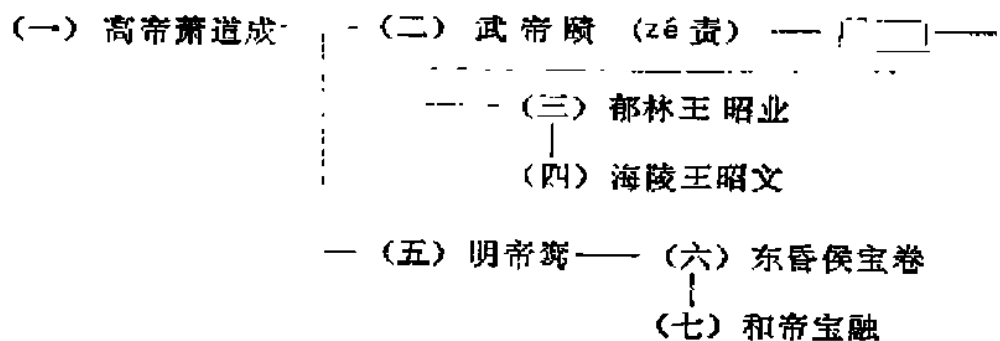 （一）高帝萧道成 （二）武帝赜（zé责）
（三）郁林王昭业
（四）海陵王昭文
（五）明帝鸾 （六）东昏侯宝卷
（七）和帝宝融